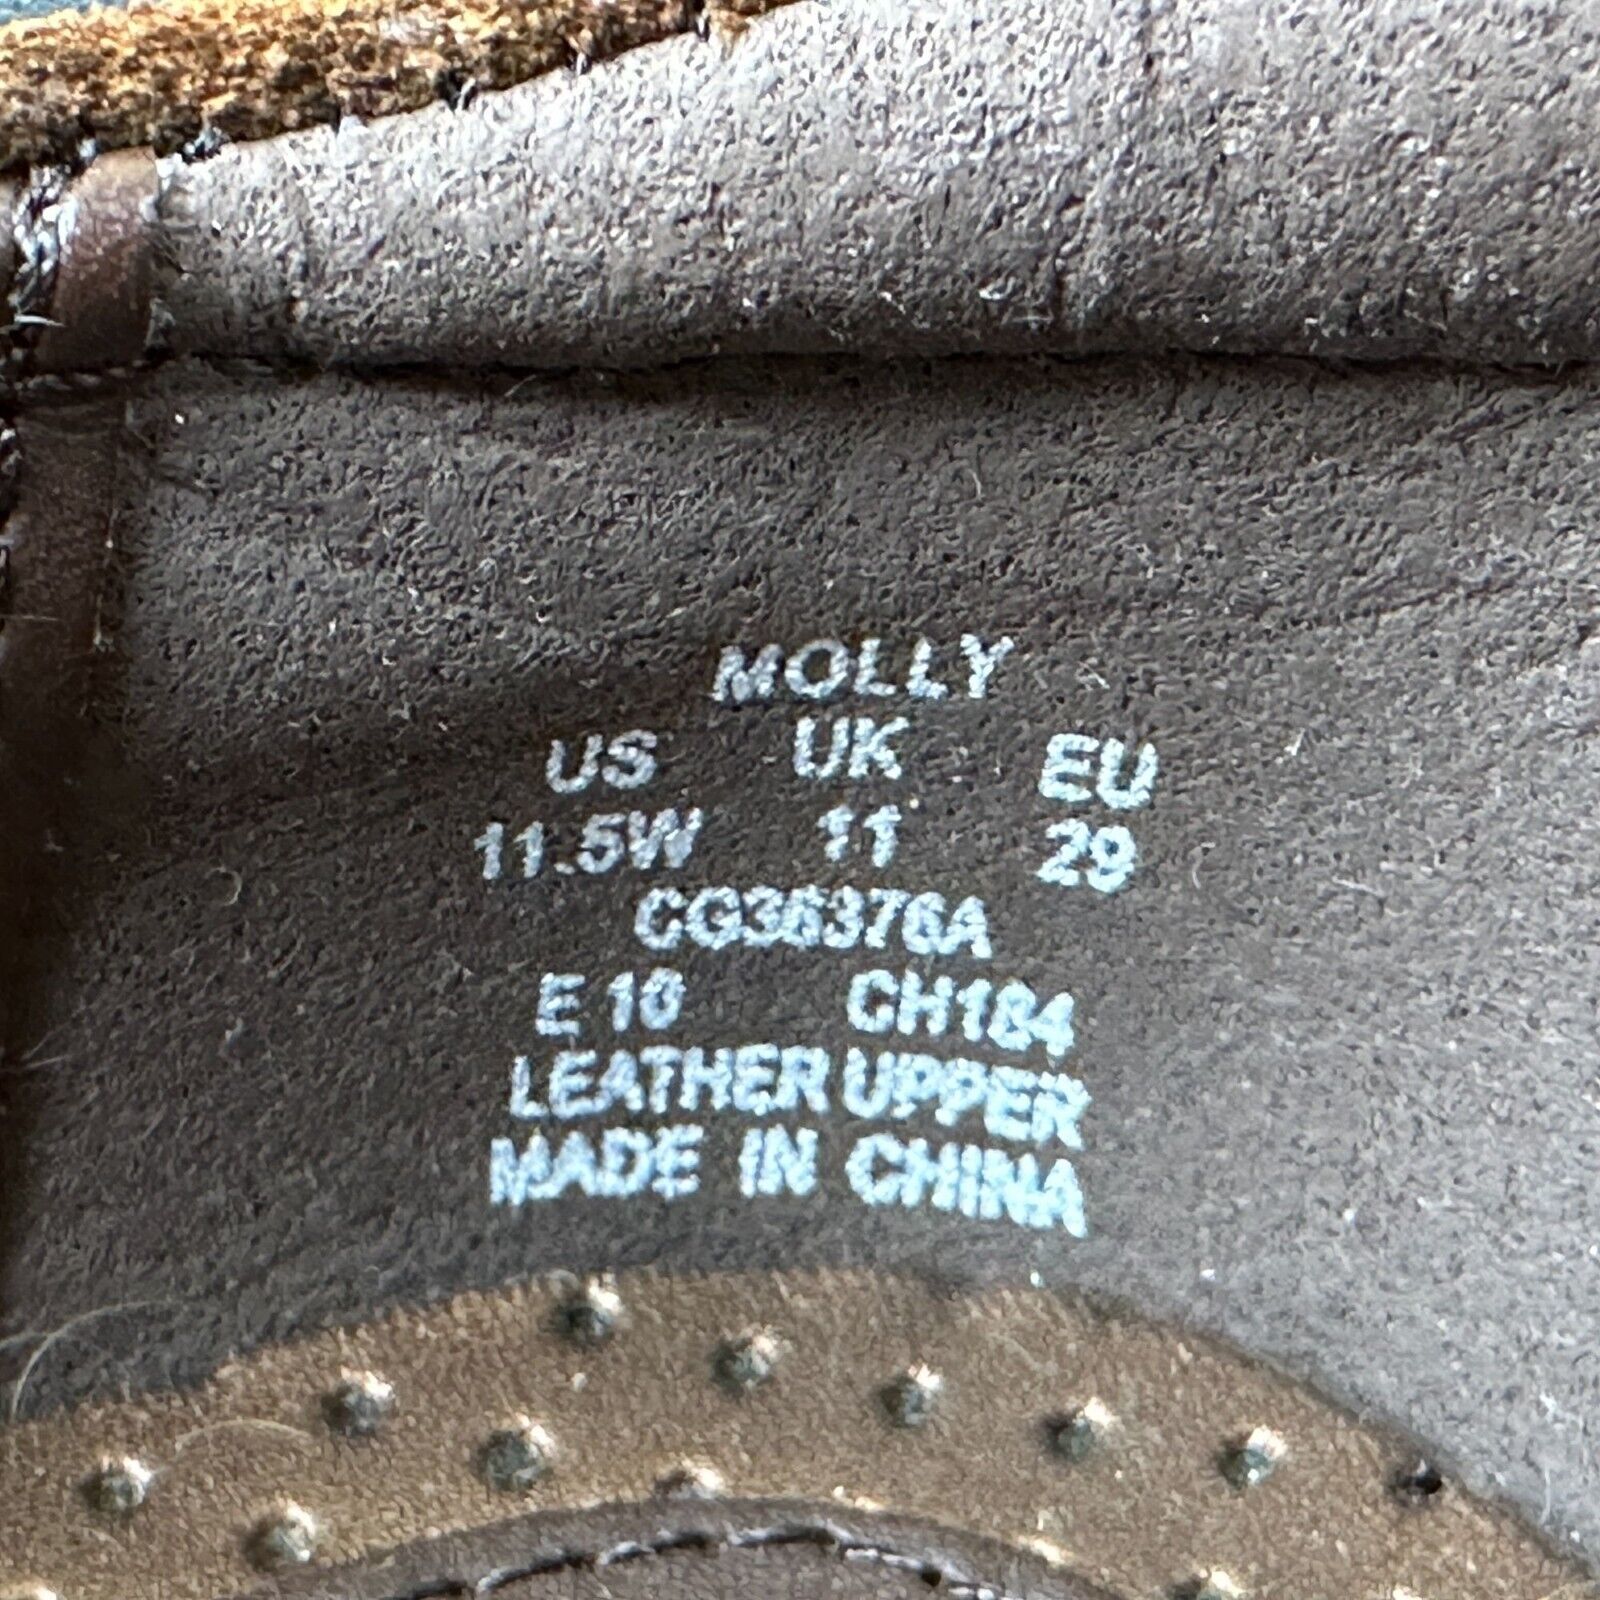 MOLLY
US UK EU
11.5W 11 29
CG36376A
E 10 CH184
LEATHER UPPER
MADE IN CHINA